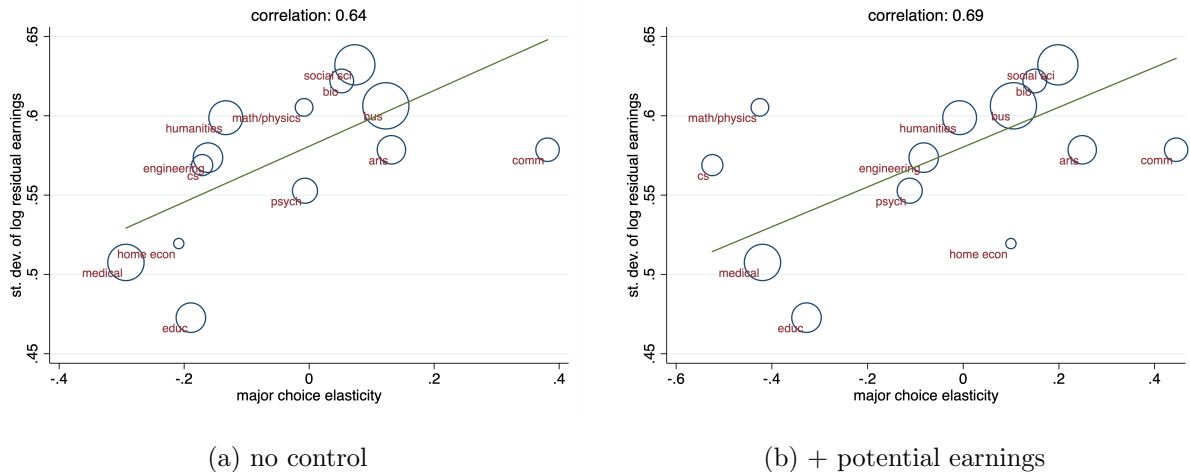 correlation: 0.64
st. dev. of log residual earnings
.65
.6
.55
.5
.45
social sci
bio
bus
math/physics
humanities
arts
comm
engineering
cs
psych
home econ
medical
educ
-.4
-.2
0
.2
.4
major choice elasticity
(a) no control
correlation: 0.69
st. dev. of log residual earnings
.65
.6
.55
.5
.45
social sci
bio
math/physics
bus
humanities
arts
comm
engineering
cs
psych
home econ
medical
educ
-.6
-.4
-.2
0
.2
.4
major choice elasticity
(b) + potential earnings